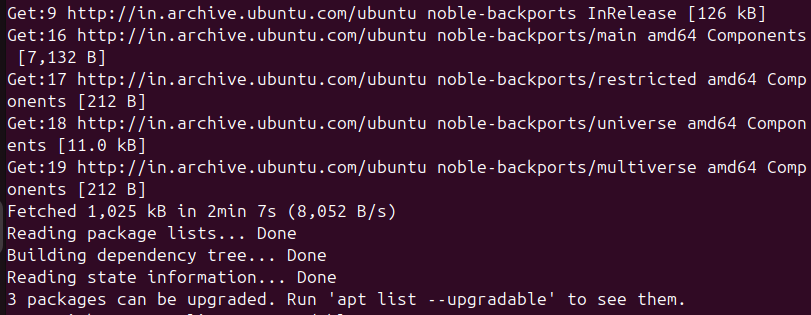 Get:9 http://in.archive.ubuntu.com/ubuntu noble-backports InRelease [126 kB]
Get:16 http://in.archive.ubuntu.com/ubuntu noble-backports/main amd64 Components
 [7,132 B]
Get:17 http://in.archive.ubuntu.com/ubuntu noble-backports/restricted amd64 Comp
onents [212 B]
Get:18 http://in.archive.ubuntu.com/ubuntu noble-backports/universe amd64 Compon
ents [11.0 kB]
Get:19 http://in.archive.ubuntu.com/ubuntu noble-backports/multiverse amd64 Comp
onents [212 B]
Fetched 1,025 kB in 2min 7s (8,052 B/s)
Reading package lists... Done
Building dependency tree... Done
Reading state information... Done
3 packages can be upgraded. Run 'apt list --upgradable' to see them.